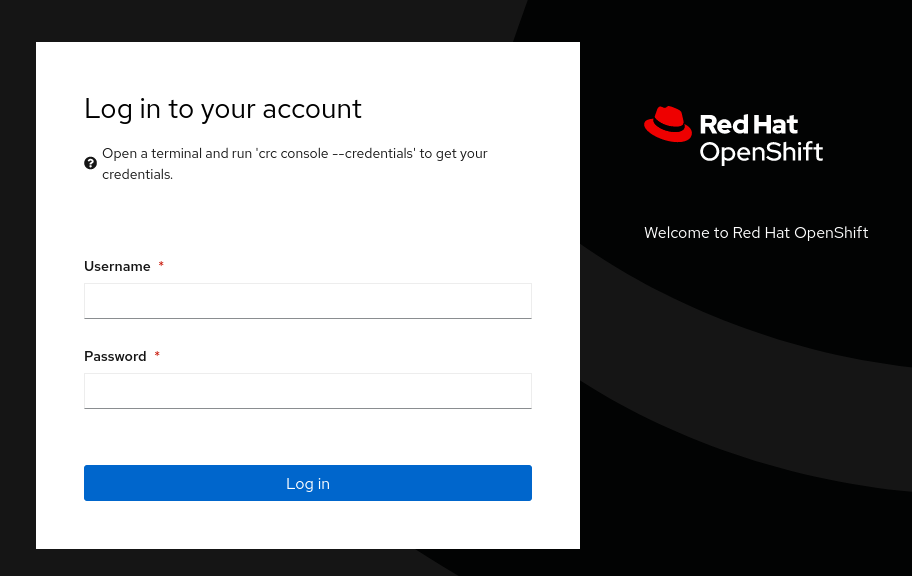 Log in to your account
Open a terminal and run 'crc console --credentials' to get your
credentials.
Username *
Password *
Log in
Red Hat
OpenShift
Welcome to Red Hat OpenShift